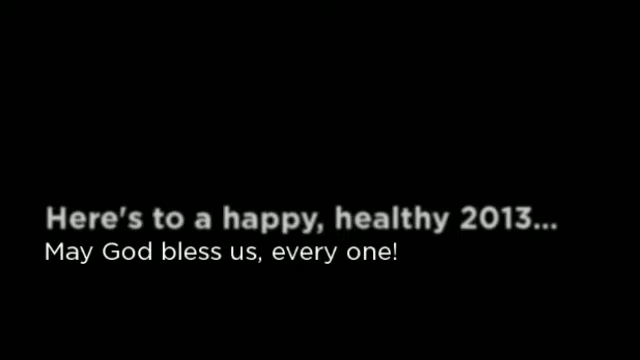 Here's to a happy, healthy 2013...
May God bless us, every one!